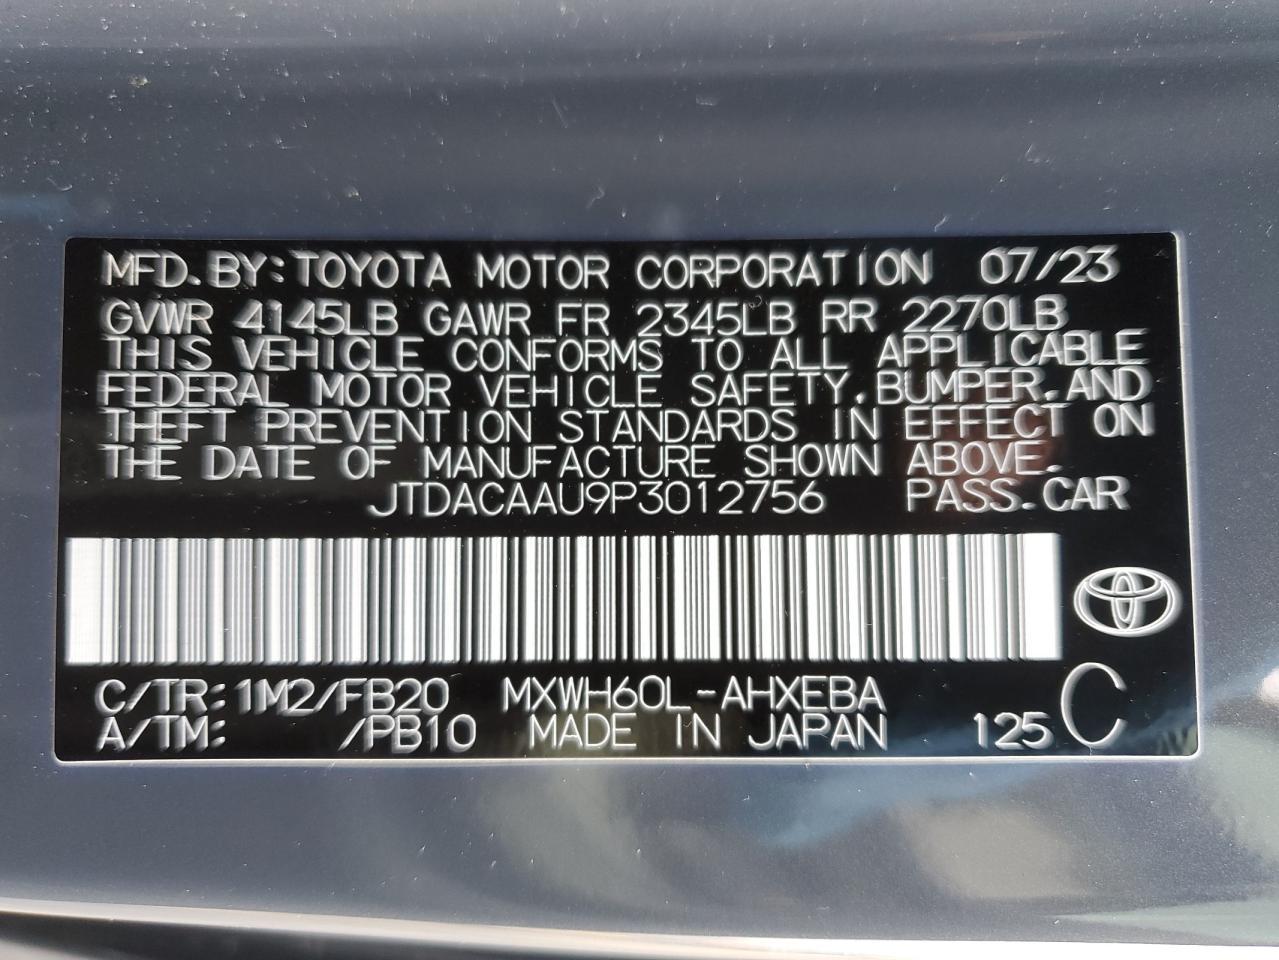 MFD. BY: TOYOTA MOTOR CORPORATION 07/23
GVWR 4145LB GAWR FR 2345LB RR 2270LB
THIS VEHICLE CONFORMS TO ALL APPLICABLE
FEDERAL MOTOR VEHICLE SAFETY, BUMPER, AND
THEFT PREVENTION STANDARDS IN EFFECT ON
THE DATE OF MANUFACTURE SHOWN ABOVE.
JTDACAAU9P3012756 PASS. CAR
C/TR: 1M2/FB20 MXWH60L-AHXEBA
A/TM: /PB10 MADE IN JAPAN 125 C